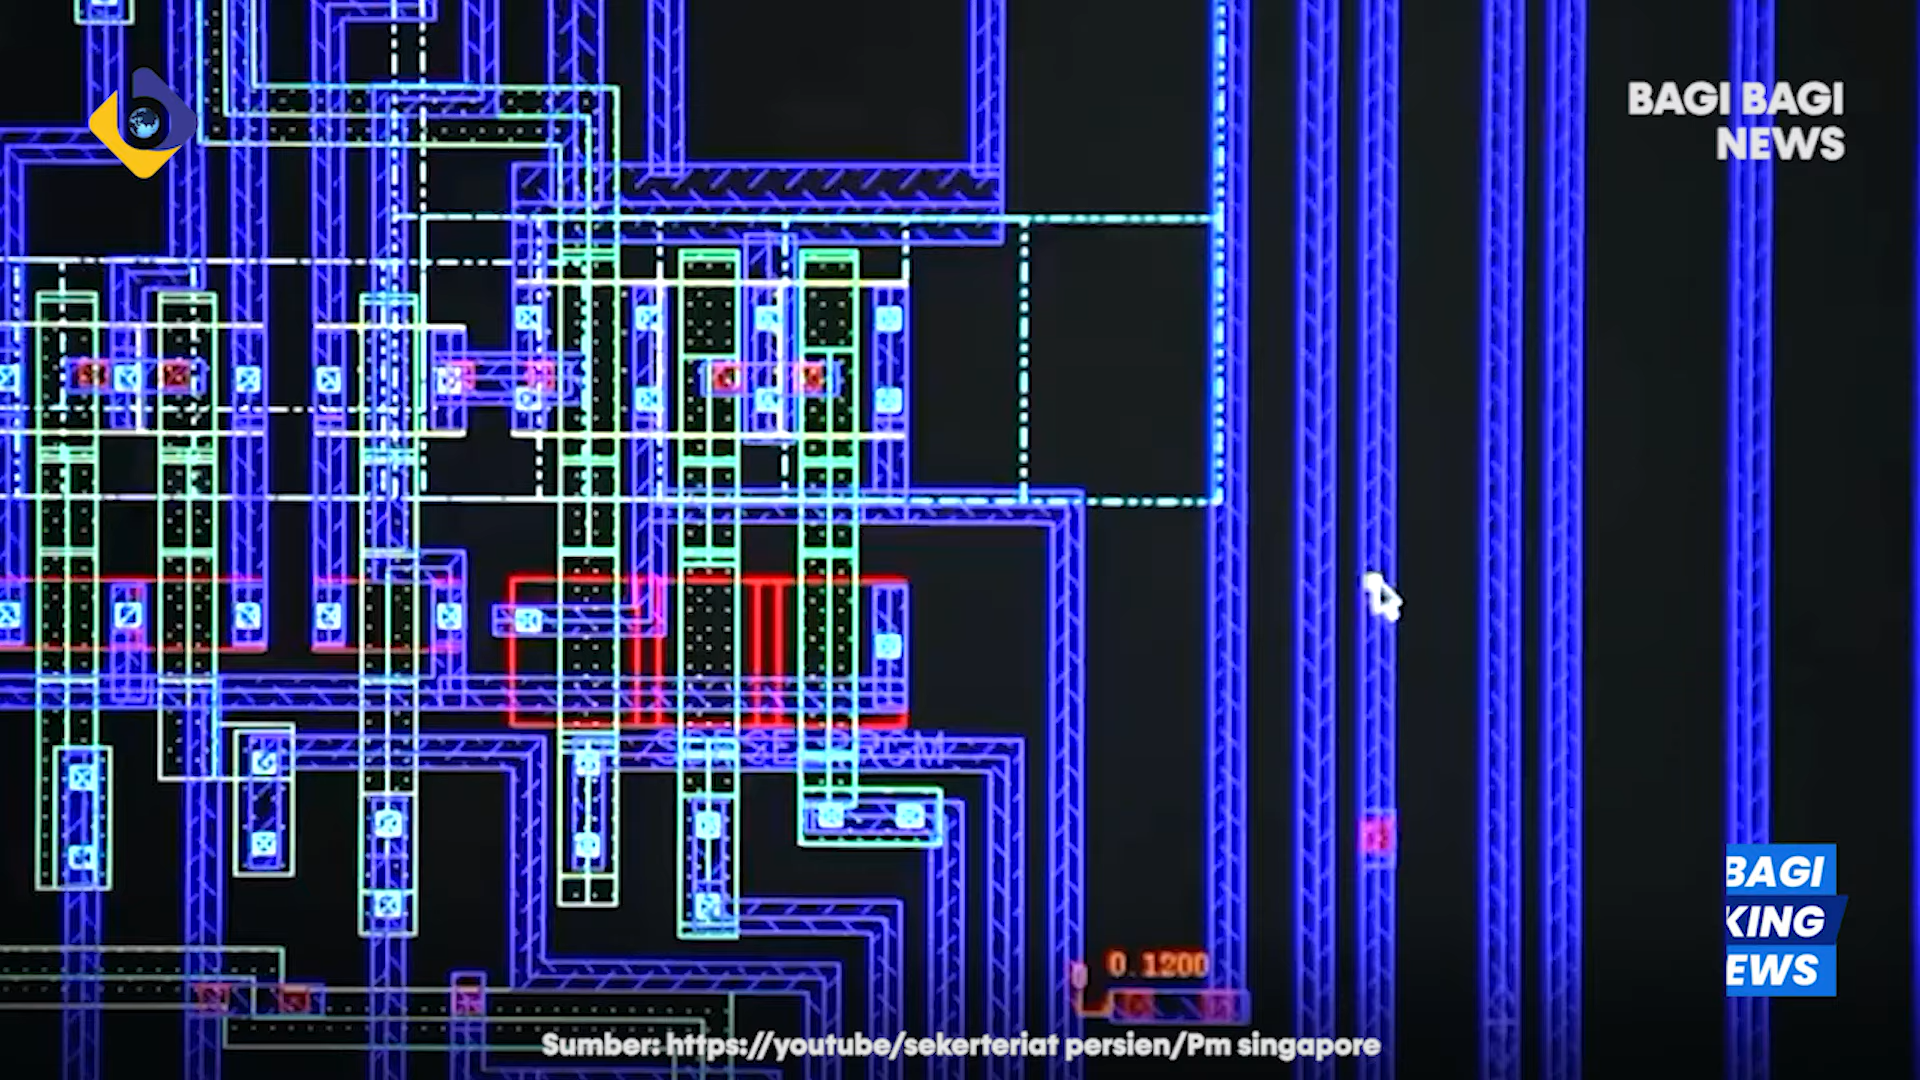 BAGI BAGI
NEWS
0.1200
BAGI
KING
EWS
Sumber: https://youtube/sekerteriat persien/Pm singapore